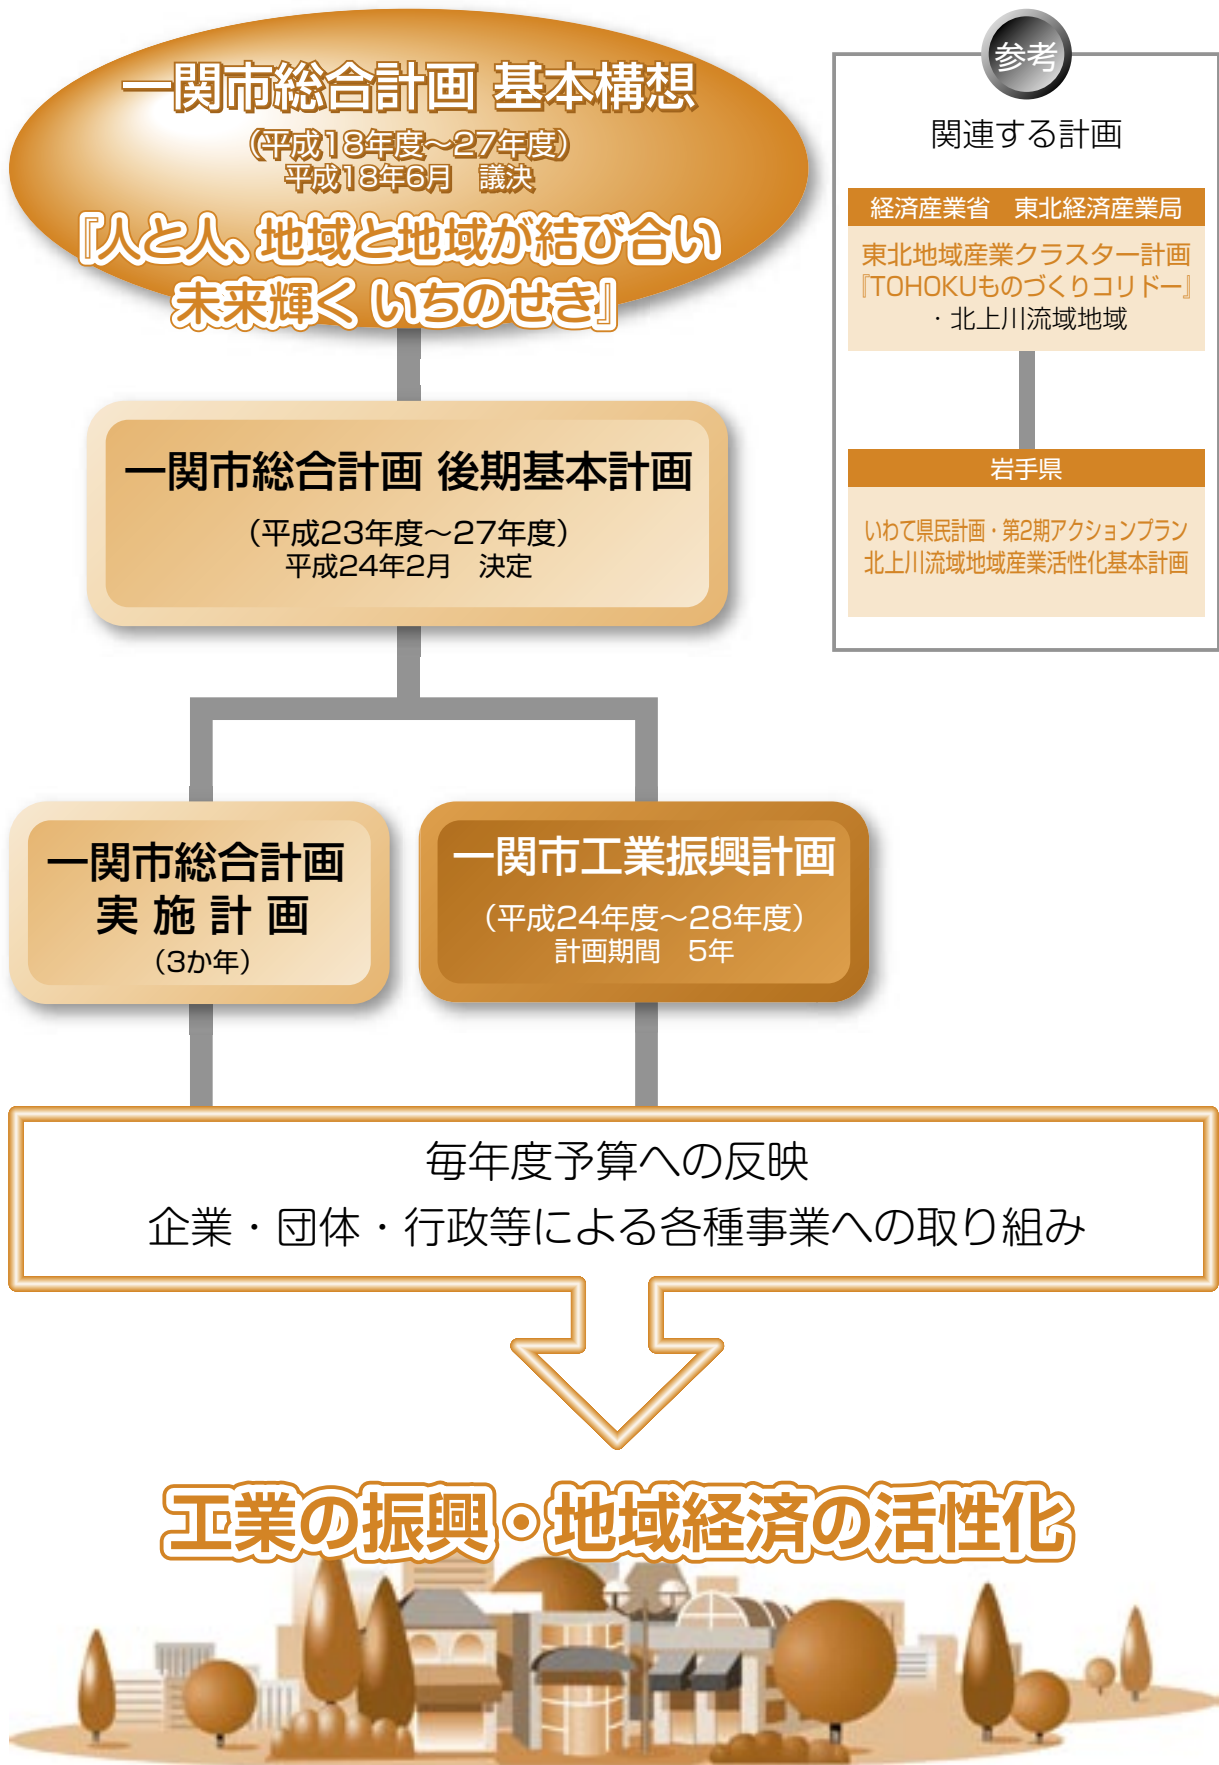 一関市総合計画 基本構想
（平成18年度～27年度）
平成18年6月　議決
『人と人、地域と地域が結び合い
未来輝く いちのせき』
一関市総合計画 後期基本計画
（平成23年度～27年度）
平成24年2月　決定
一関市総合計画
実 施 計 画
（3か年）
一関市工業振興計画
（平成24年度～28年度）
計画期間　5年
毎年度予算への反映
企業・団体・行政等による各種事業への取り組み
工業の振興・地域経済の活性化
参考
関連する計画
経済産業省　東北経済産業局
東北地域産業クラスター計画
『TOHOKUものづくりコリドー』
・北上川流域地域
岩手県
いわて県民計画・第2期アクションプラン
北上川流域地域産業活性化基本計画